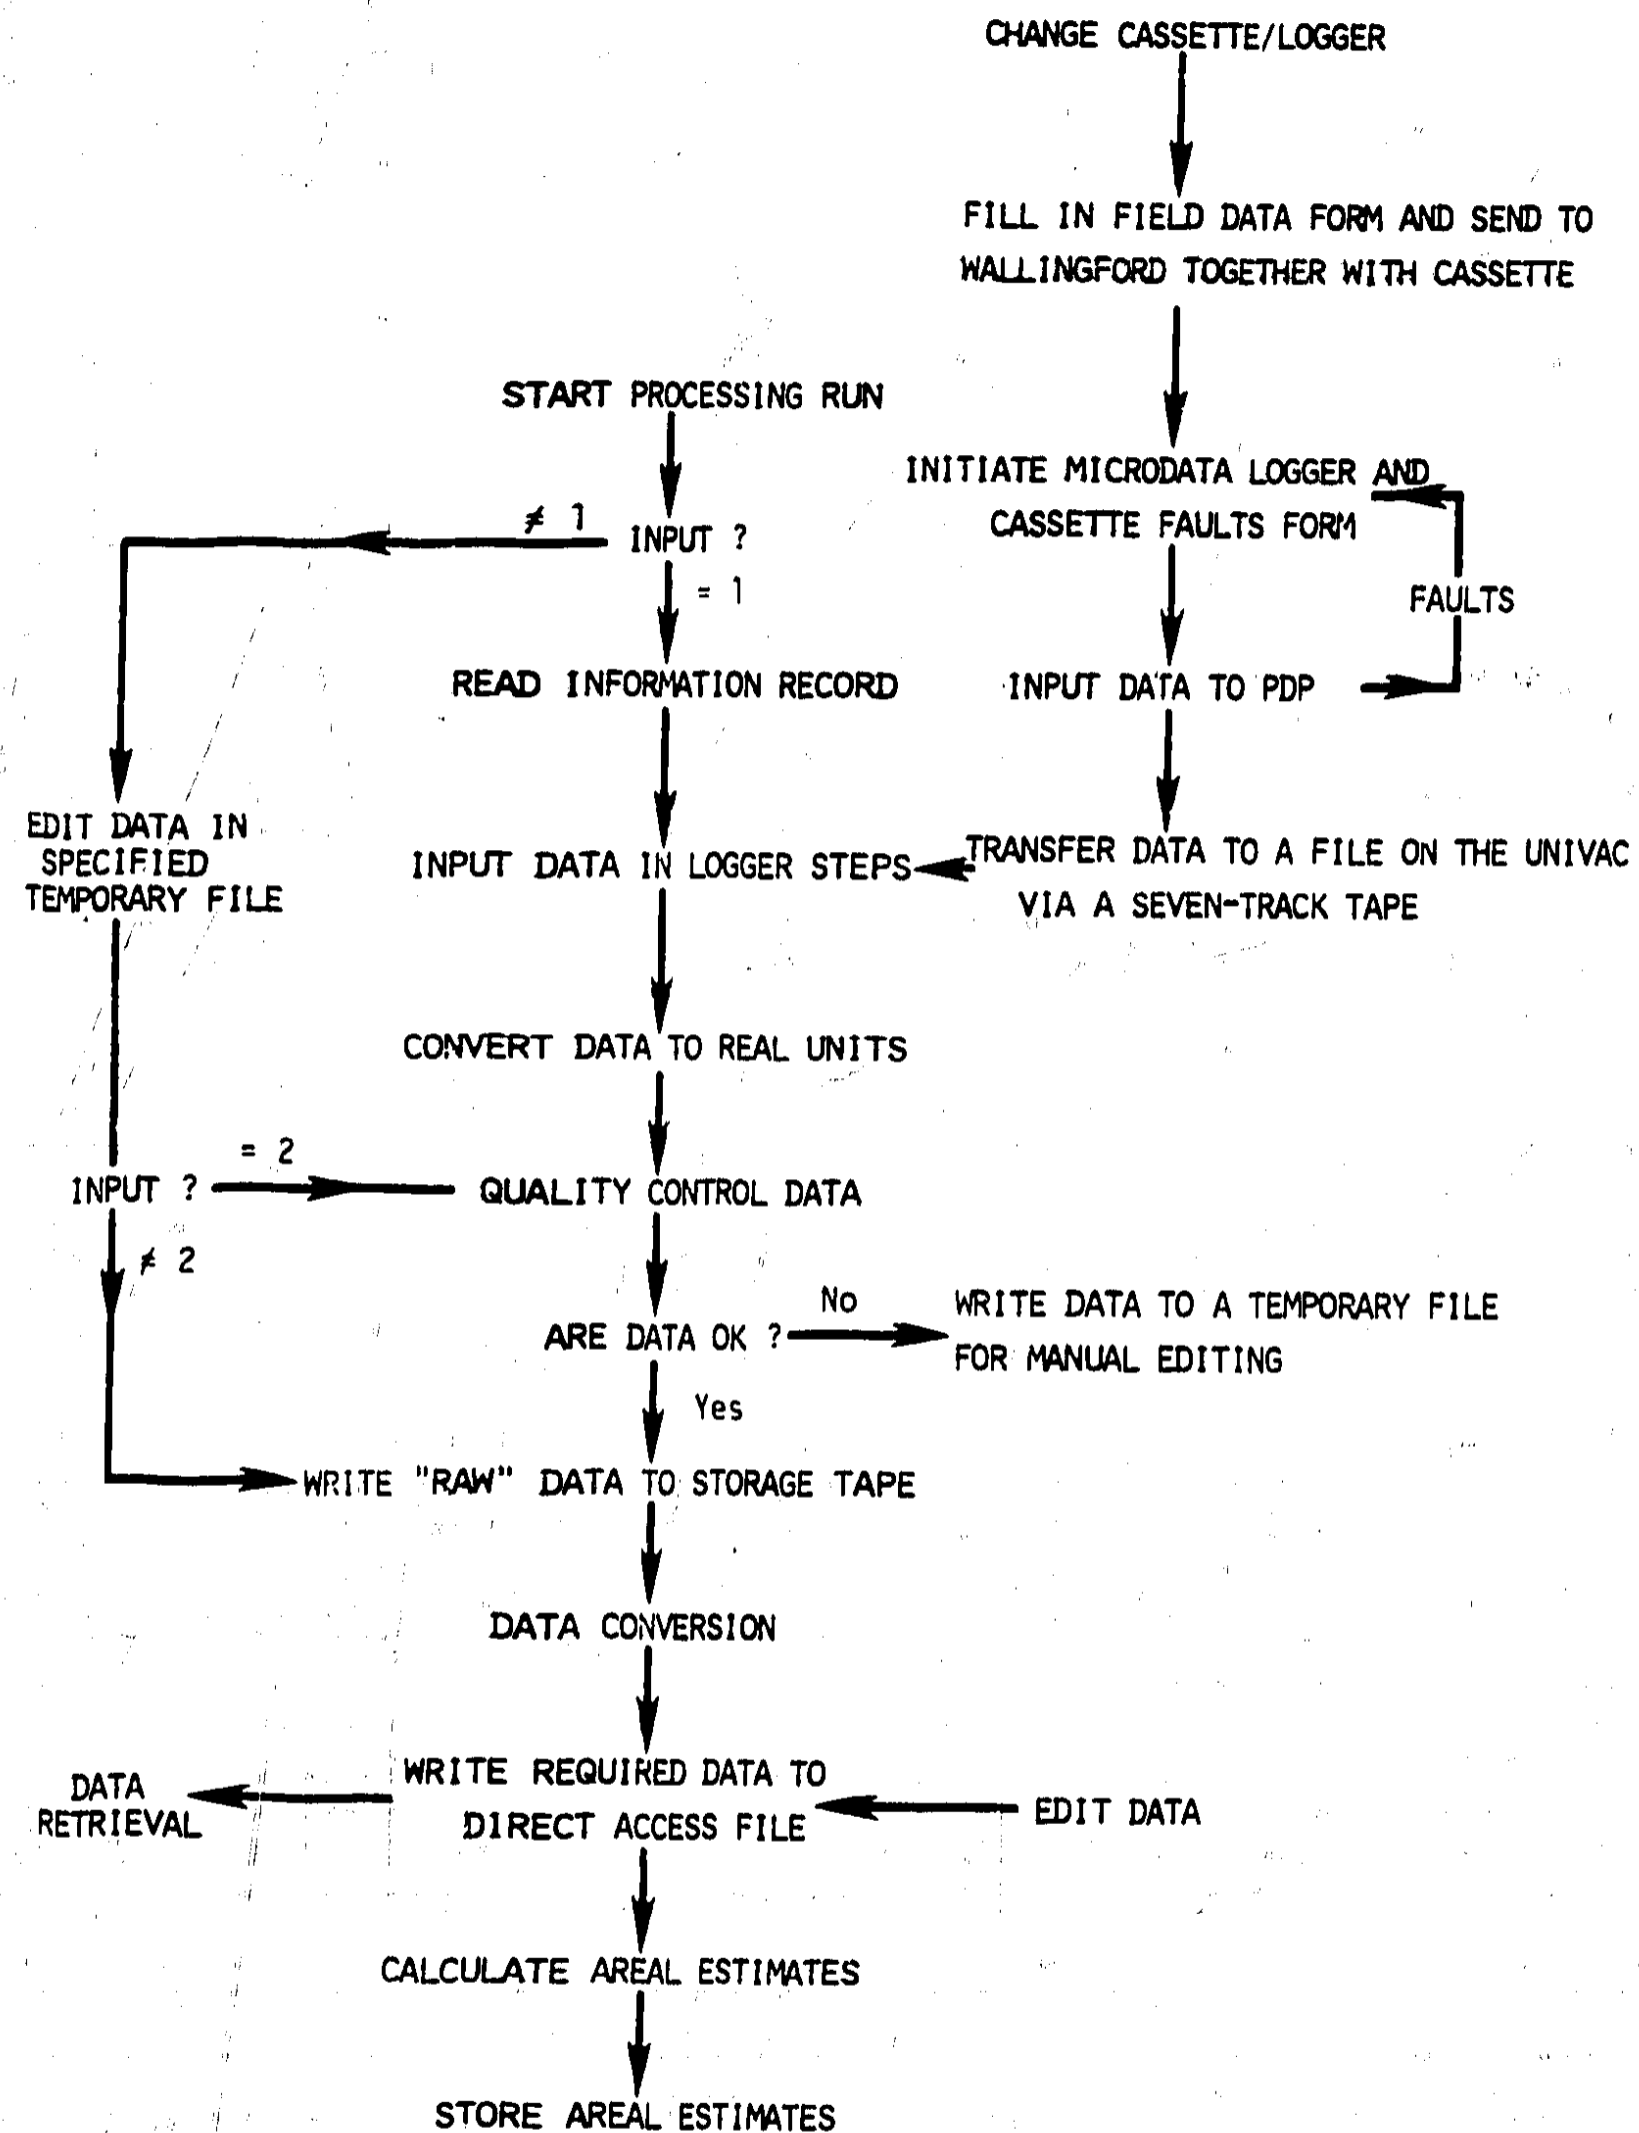 CHANGE CASSETTE/LOGGER
FILL IN FIELD DATA FORM AND SEND TO
WALLINGFORD TOGETHER WITH CASSETTE
START PROCESSING RUN
INITIATE MICRODATA LOGGER AND
CASSETTE FAULTS FORM
≠ 1
INPUT ?
= 1
FAULTS
READ INFORMATION RECORD
INPUT DATA TO PDP
EDIT DATA IN
SPECIFIED
TEMPORARY FILE
INPUT DATA IN LOGGER STEPS
TRANSFER DATA TO A FILE ON THE UNIVAC
VIA A SEVEN-TRACK TAPE
CONVERT DATA TO REAL UNITS
= 2
INPUT ?
QUALITY CONTROL DATA
≠ 2
No
ARE DATA OK ?
WRITE DATA TO A TEMPORARY FILE
FOR MANUAL EDITING
Yes
WRITE "RAW" DATA TO STORAGE TAPE
DATA CONVERSION
DATA
RETRIEVAL
WRITE REQUIRED DATA TO
DIRECT ACCESS FILE
EDIT DATA
CALCULATE AREAL ESTIMATES
STORE AREAL ESTIMATES